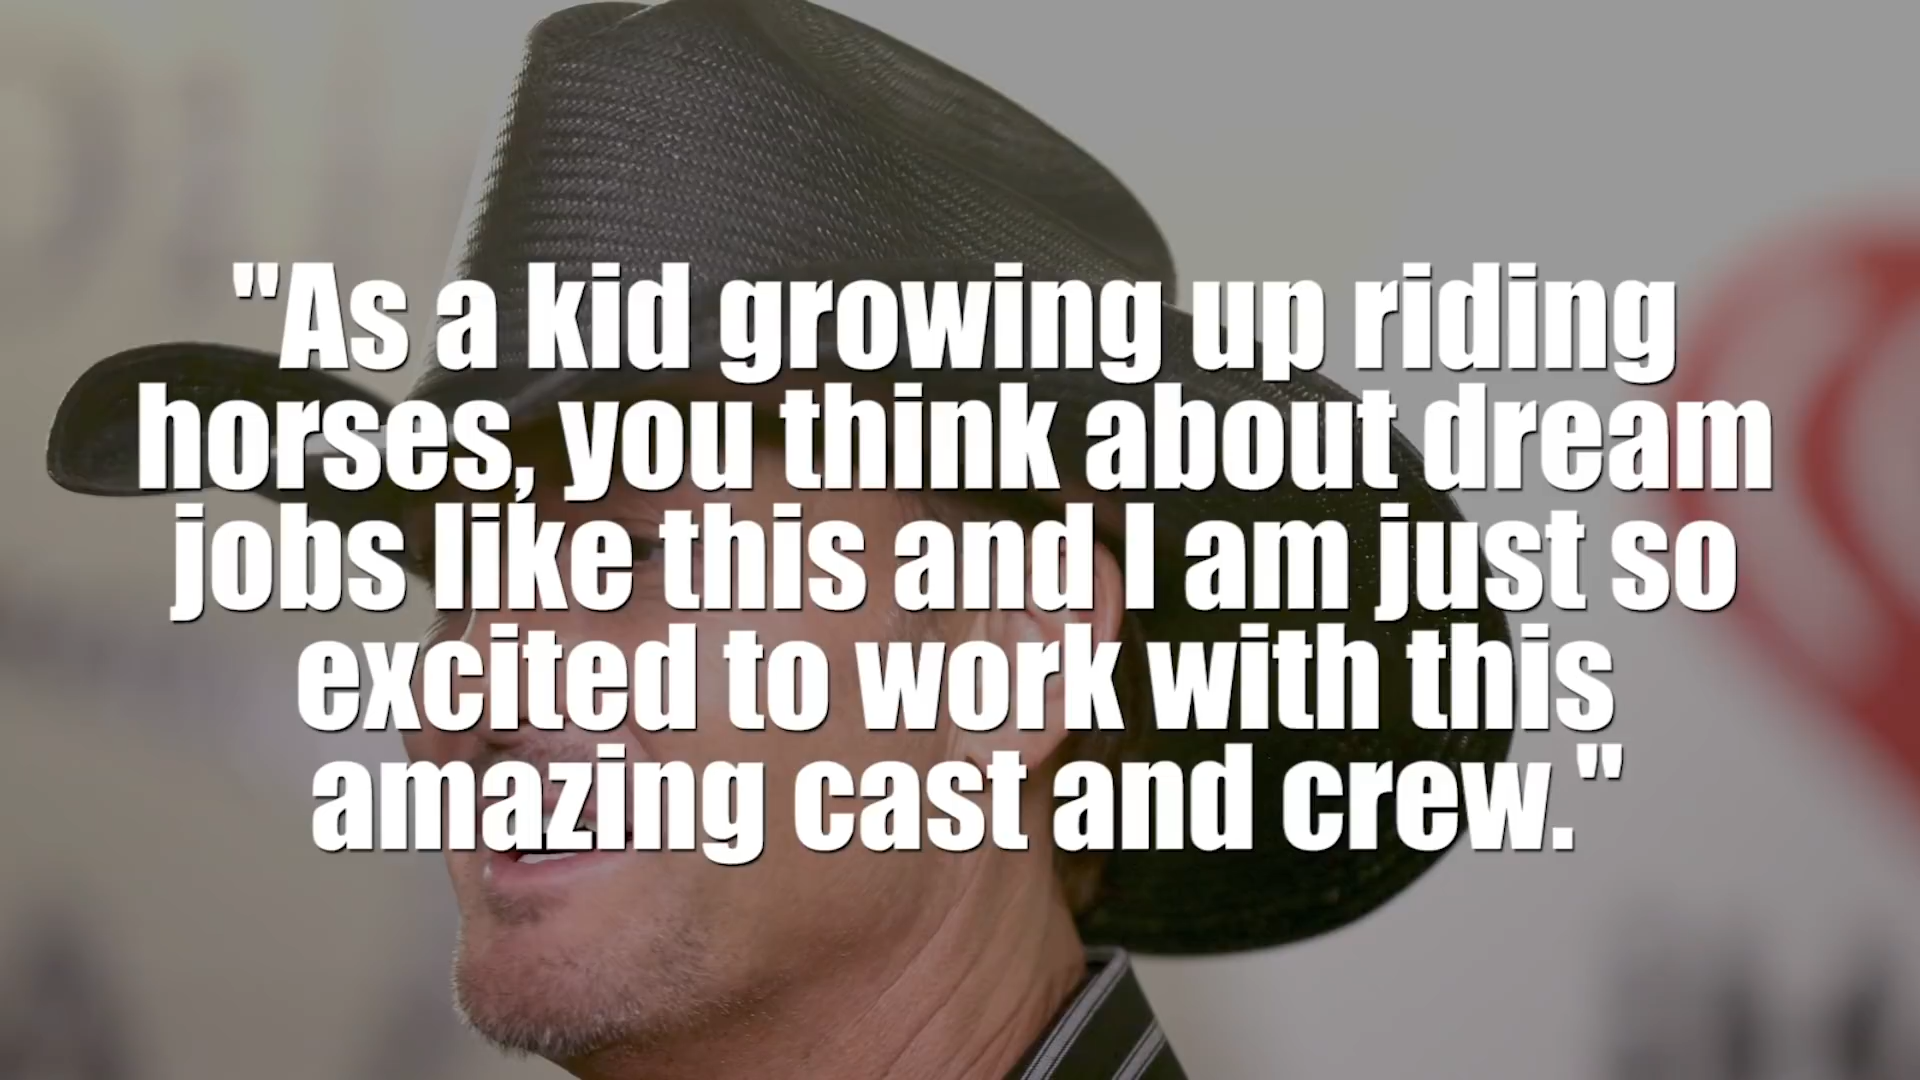 "As a kid growing up riding
horses, you think about dream
jobs like this and I am just so
excited to work with this
amazing cast and crew."